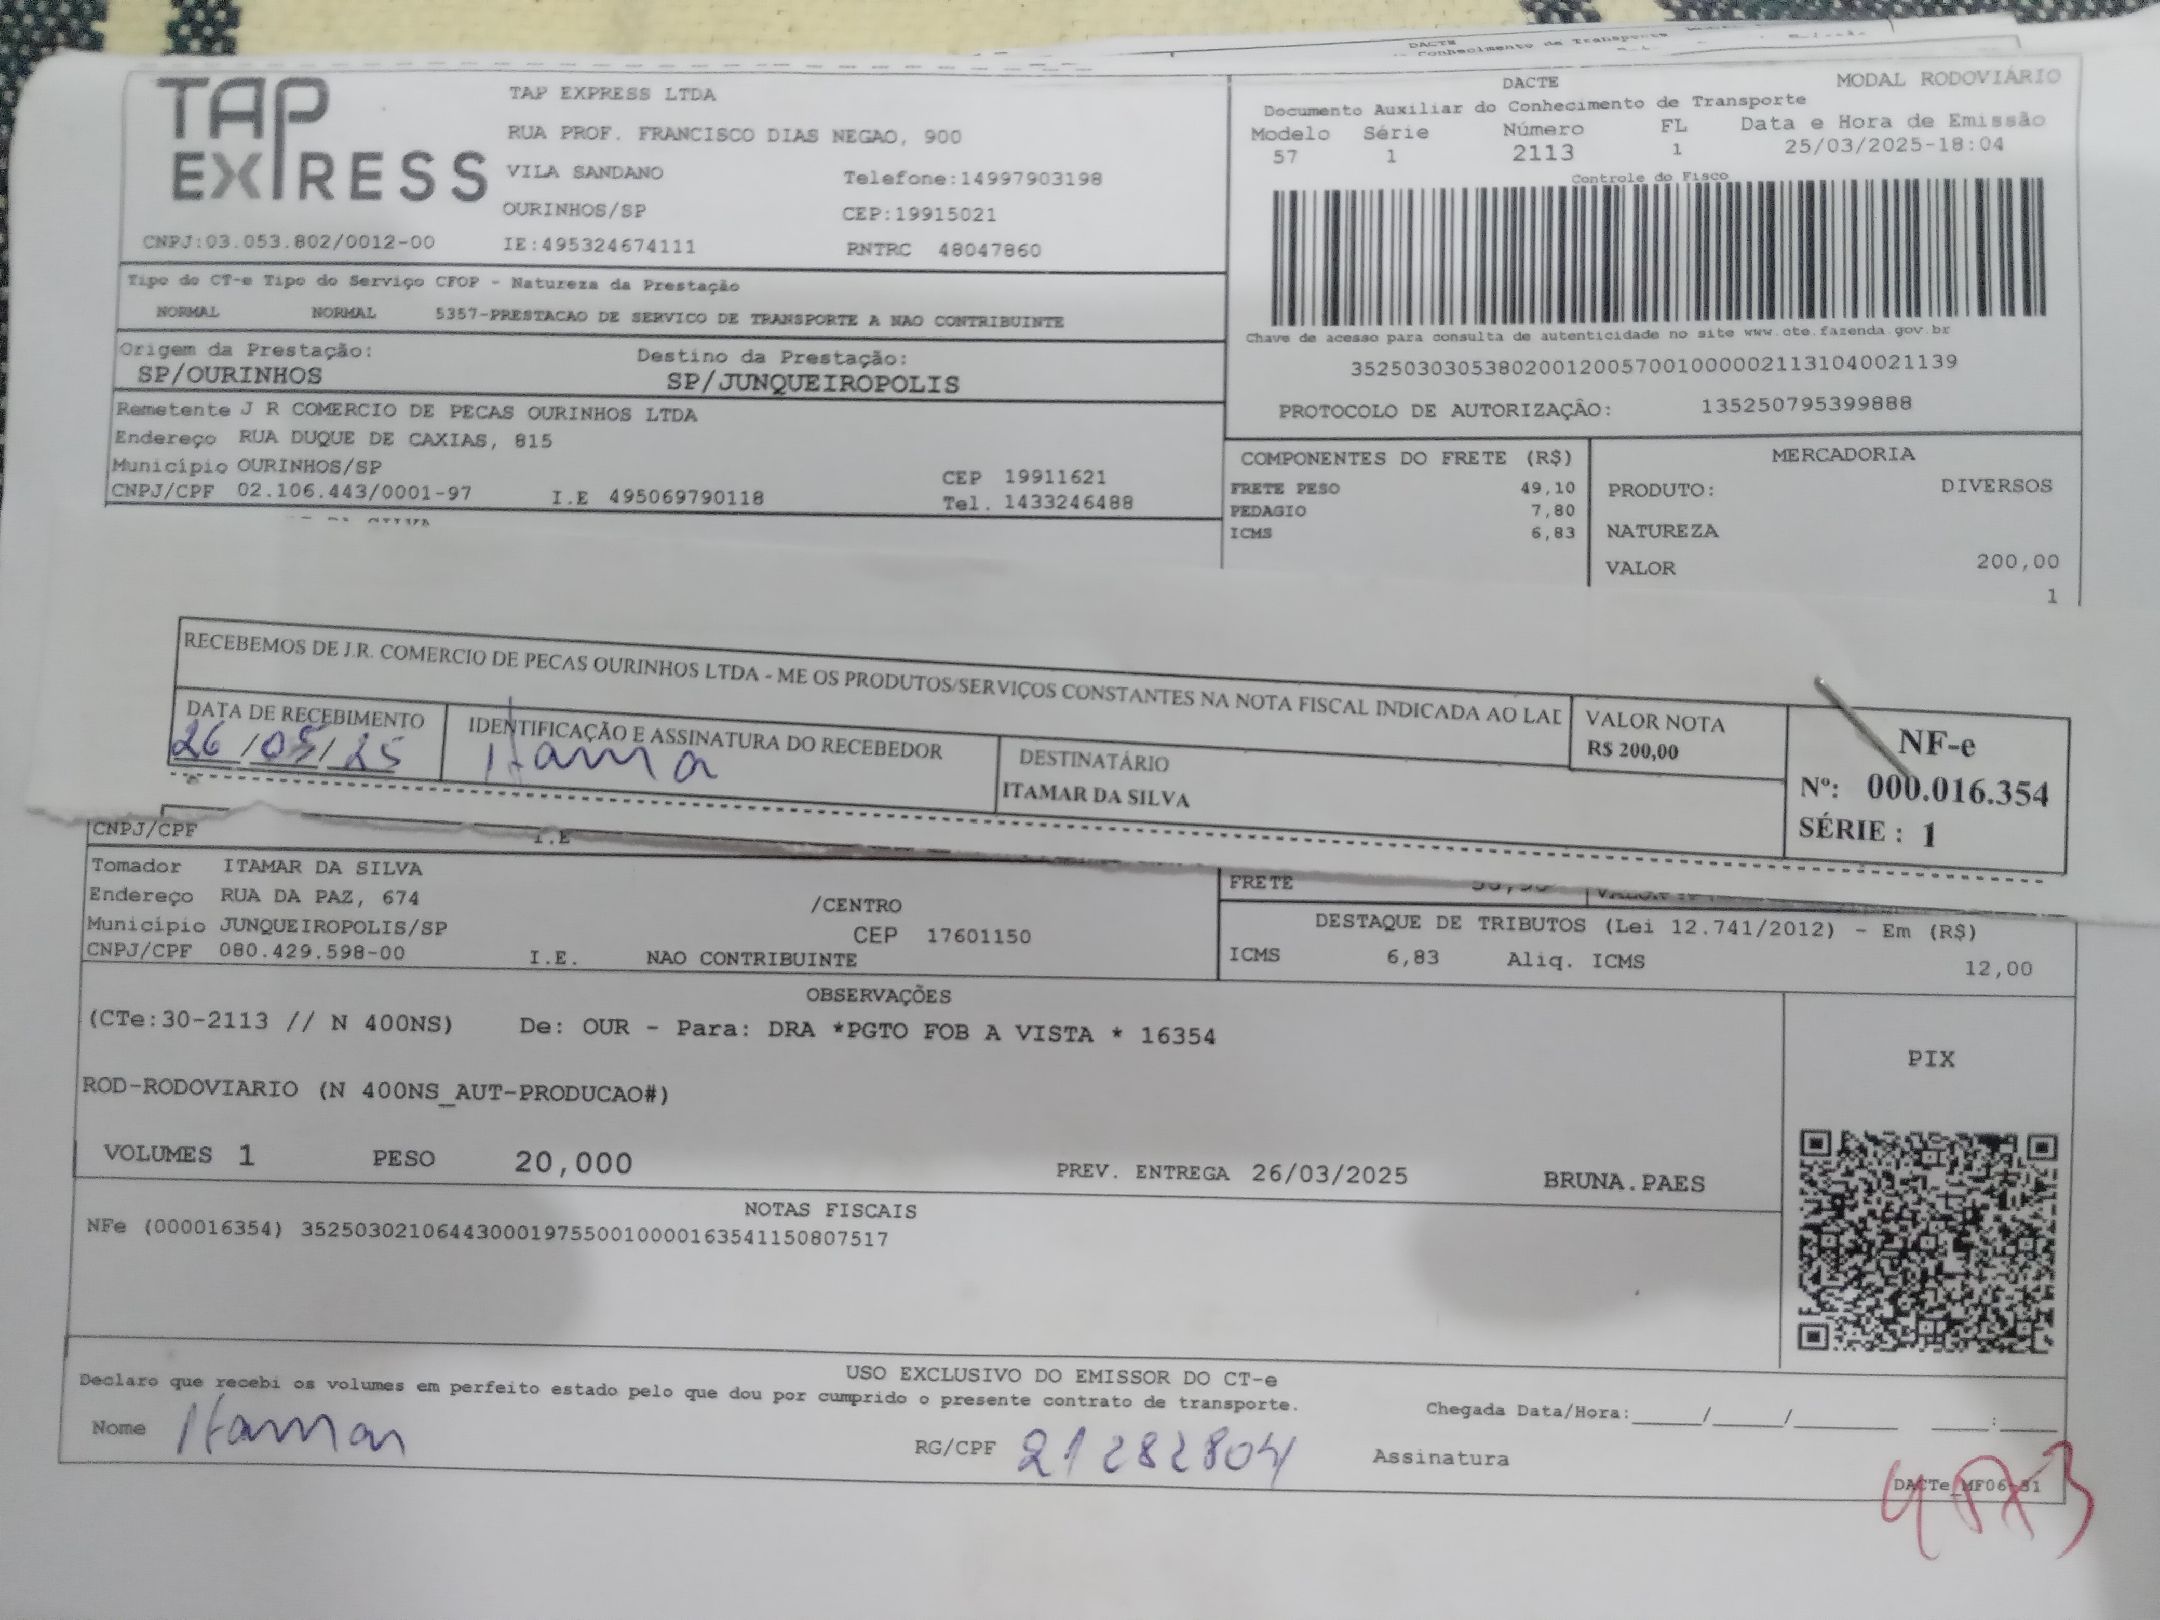 DACTE
Conhecimento de Transporte
TAP EXPRESS
TAP EXPRESS LTDA
RUA PROF. FRANCISCO DIAS NEGAO, 900
VILA SANDANO
Telefone:14997903198
OURINHOS/SP
CEP:19915021
CNPJ:03.053.802/0012-00
IE:495324674111
RNTRC 48047860
DACTE
MODAL RODOVIÁRIO
Documento Auxiliar do Conhecimento de Transporte
Modelo Série Número FL Data e Hora de Emissão
57 1 2113 1 25/03/2025-18:04
Controle do Fisco
Chave de acesso para consulta de autenticidade no site www.cte.fazenda.gov.br
35250303053802001200570010000021131040021139
PROTOCOLO DE AUTORIZAÇÃO: 135250795399888
Tipo do CT-e Tipo do Serviço CFOP - Natureza da Prestação
NORMAL NORMAL 5357-PRESTACAO DE SERVICO DE TRANSPORTE A NAO CONTRIBUINTE
Origem da Prestação: Destino da Prestação:
SP/OURINHOS SP/JUNQUEIROPOLIS
Remetente J R COMERCIO DE PECAS OURINHOS LTDA
Endereço RUA DUQUE DE CAXIAS, 815
Município OURINHOS/SP CEP 19911621
CNPJ/CPF 02.106.443/0001-97 I.E 495069790118 Tel. 1433246488
COMPONENTES DO FRETE (R$)
FRETE PESO 49,10
PEDAGIO 7,80
ICMS 6,83
MERCADORIA
PRODUTO: DIVERSOS
NATUREZA
VALOR 200,00
1
RECEBEMOS DE J.R. COMERCIO DE PECAS OURINHOS LTDA - ME OS PRODUTOS/SERVIÇOS CONSTANTES NA NOTA FISCAL INDICADA AO LAD
DATA DE RECEBIMENTO
26/03/25
IDENTIFICAÇÃO E ASSINATURA DO RECEBEDOR
Itama
DESTINATÁRIO
ITAMAR DA SILVA
VALOR NOTA
R$ 200,00
NF-e
Nº: 000.016.354
SÉRIE : 1
CNPJ/CPF I.E
Tomador ITAMAR DA SILVA
Endereço RUA DA PAZ, 674 /CENTRO
Município JUNQUEIROPOLIS/SP CEP 17601150
CNPJ/CPF 080.429.598-00 I.E. NAO CONTRIBUINTE
FRETE
DESTAQUE DE TRIBUTOS (Lei 12.741/2012) - Em (R$)
ICMS 6,83 Aliq. ICMS 12,00
OBSERVAÇÕES
(CTe:30-2113 // N 400NS) De: OUR - Para: DRA *PGTO FOB A VISTA * 16354
ROD-RODOVIARIO (N 400NS_AUT-PRODUCAO#)
VOLUMES 1 PESO 20,000 PREV. ENTREGA 26/03/2025 BRUNA.PAES
PIX
NOTAS FISCAIS
NFe (000016354) 35250302106443000197550010000163541150807517
USO EXCLUSIVO DO EMISSOR DO CT-e
Declaro que recebi os volumes em perfeito estado pelo que dou por cumprido o presente contrato de transporte.
Chegada Data/Hora:_____/_____/________ ___:___
Nome Itamar RG/CPF 21282804 Assinatura
DACTe_MF06-31